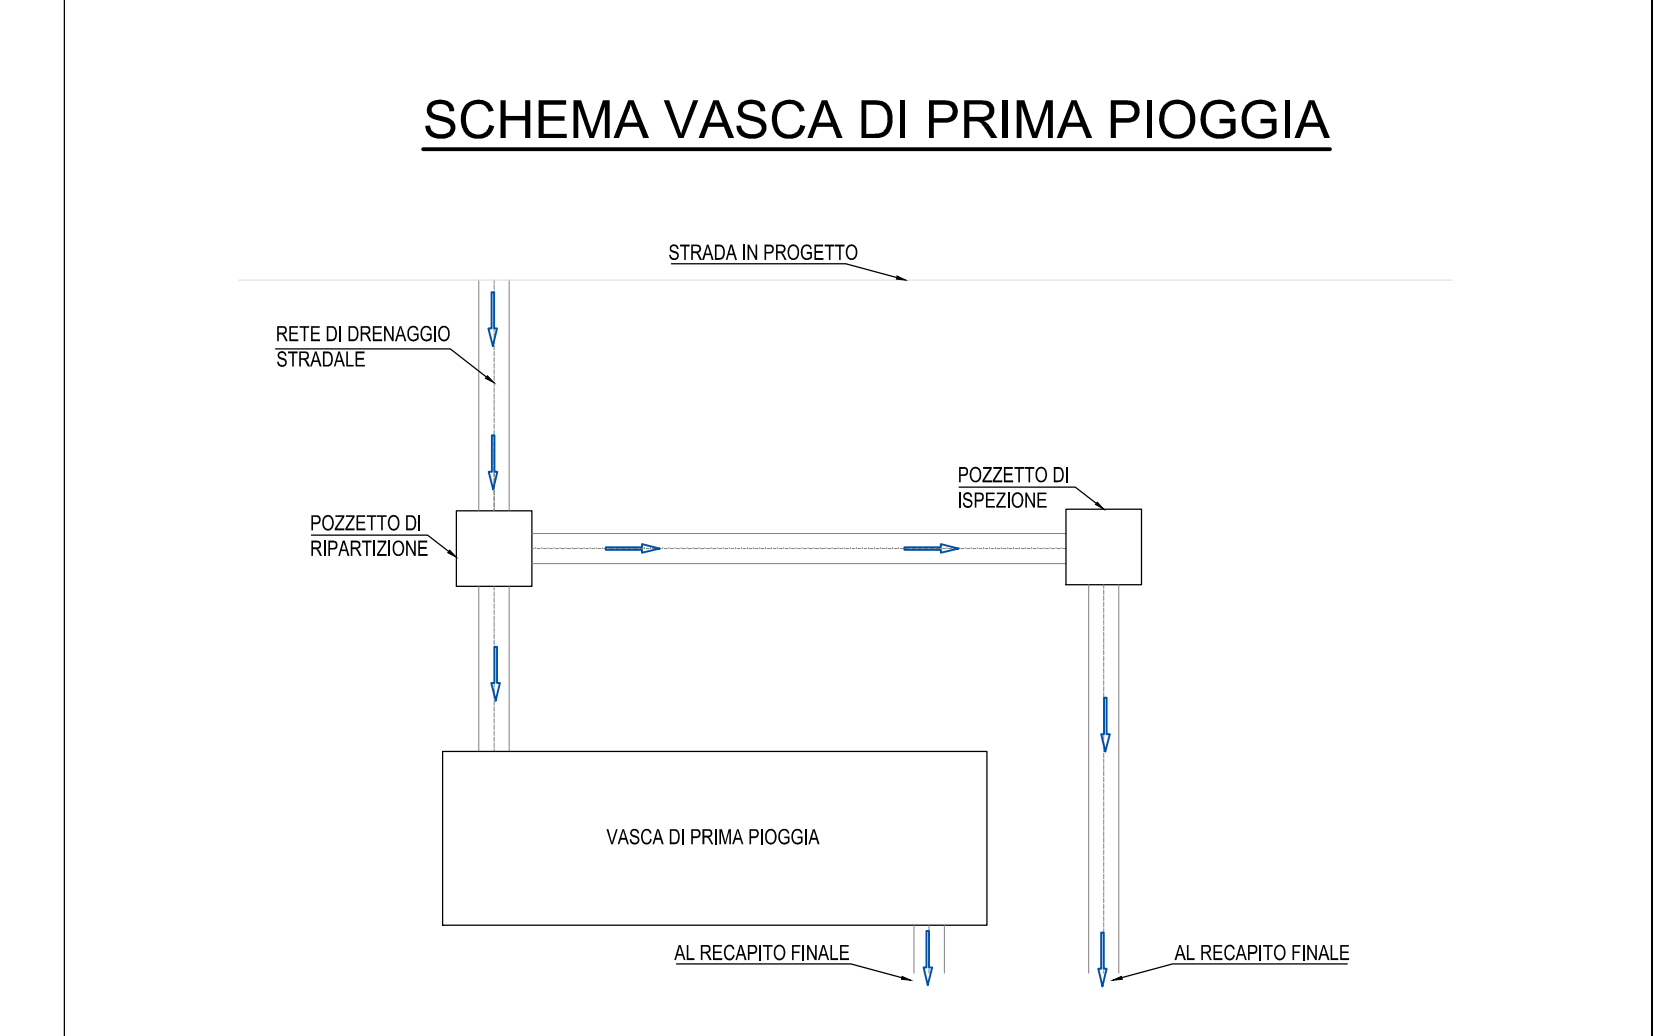 SCHEMA VASCA DI PRIMA PIOGGIA
STRADA IN PROGETTO
RETE DI DRENAGGIO
STRADALE
POZZETTO DI
ISPEZIONE
POZZETTO DI
RIPARTIZIONE
VASCA DI PRIMA PIOGGIA
AL RECAPITO FINALE
AL RECAPITO FINALE